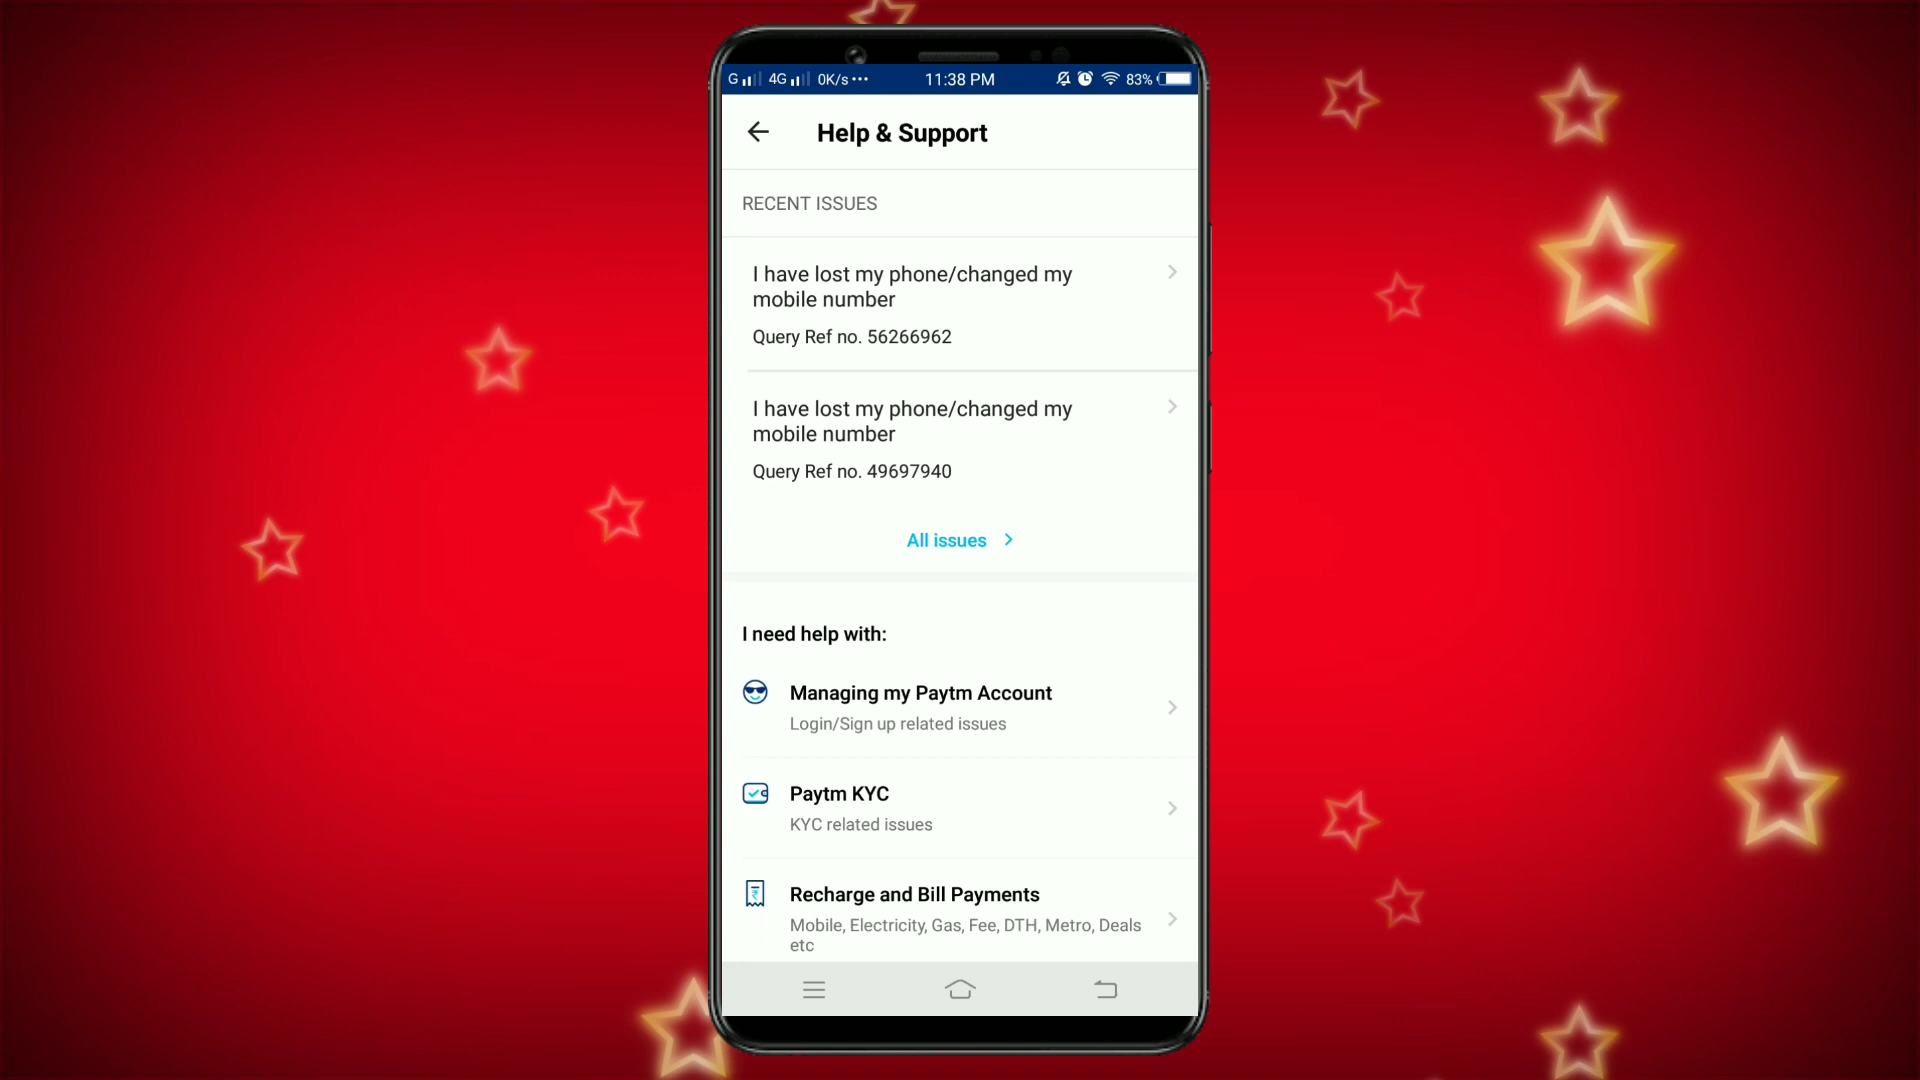 G 4G 0K/s ••• 11:38 PM 83%
Help & Support
RECENT ISSUES
I have lost my phone/changed my
mobile number
Query Ref no. 56266962
I have lost my phone/changed my
mobile number
Query Ref no. 49697940
All issues
I need help with:
Managing my Paytm Account
Login/Sign up related issues
Paytm KYC
KYC related issues
Recharge and Bill Payments
Mobile, Electricity, Gas, Fee, DTH, Metro, Deals
etc